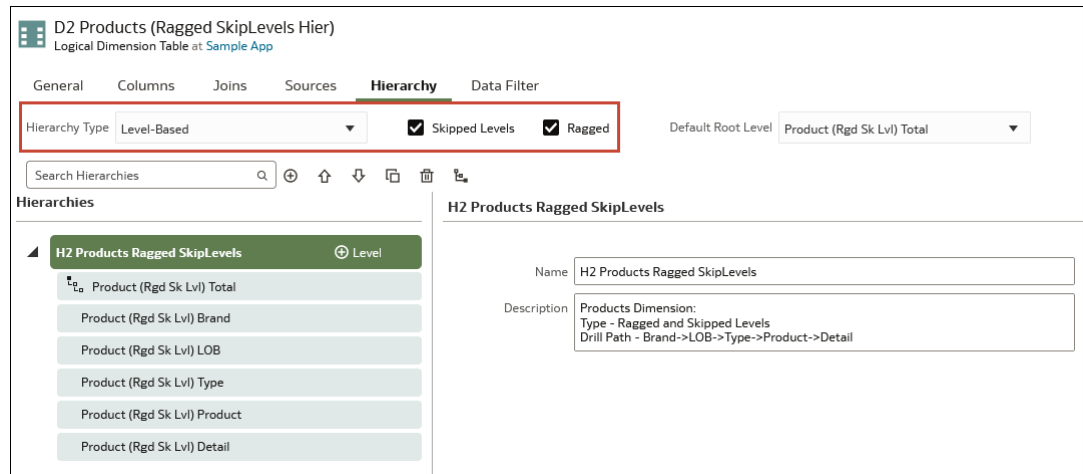 D2 Products (Ragged SkipLevels Hier)
Logical Dimension Table at Sample App
General Columns Joins Sources Hierarchy Data Filter
Hierarchy Type Level-Based Skipped Levels Ragged Default Root Level Product (Rgd Sk Lvl) Total
Search Hierarchies
Hierarchies
H2 Products Ragged SkipLevels Level
Product (Rgd Sk Lvl) Total
Product (Rgd Sk Lvl) Brand
Product (Rgd Sk Lvl) LOB
Product (Rgd Sk Lvl) Type
Product (Rgd Sk Lvl) Product
Product (Rgd Sk Lvl) Detail
H2 Products Ragged SkipLevels
Name H2 Products Ragged SkipLevels
Description Products Dimension:
Type - Ragged and Skipped Levels
Drill Path - Brand->LOB->Type->Product->Detail